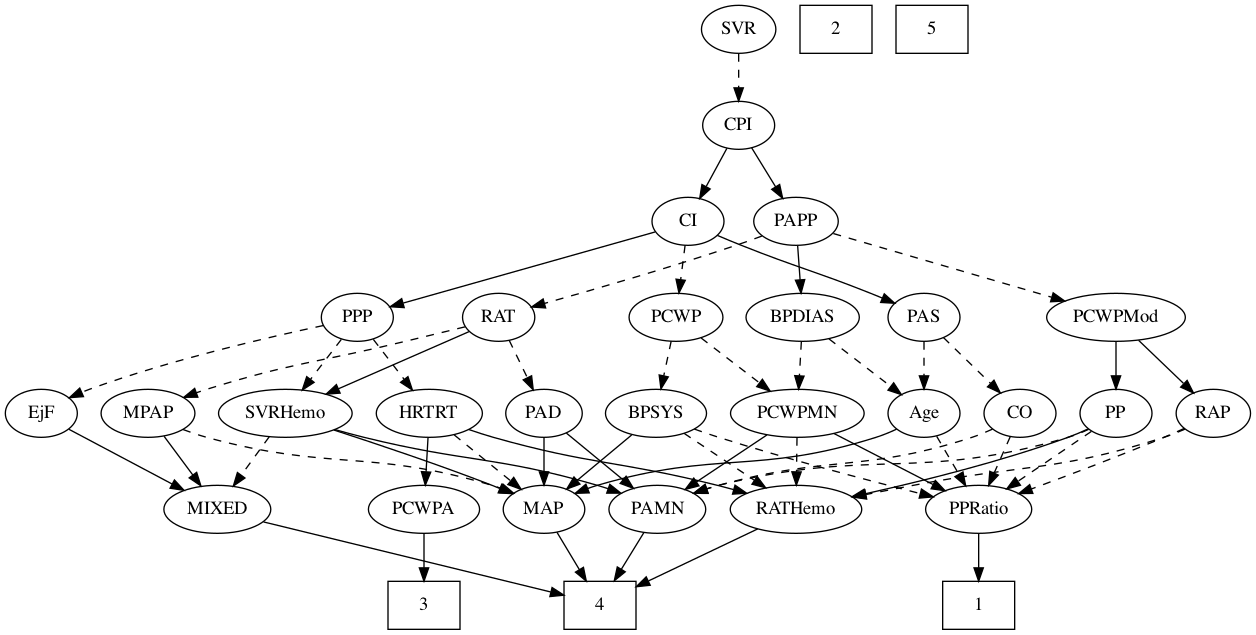 SVR 2 5
CPI
CI PAPP
PPP RAT PCWP BPDIAS PAS PCWPMod
EjF MPAP SVRHemo HRTRT PAD BPSYS PCWPMN Age CO PP RAP
MIXED PCWPA MAP PAMN RATHemo PPRatio
3 4 1